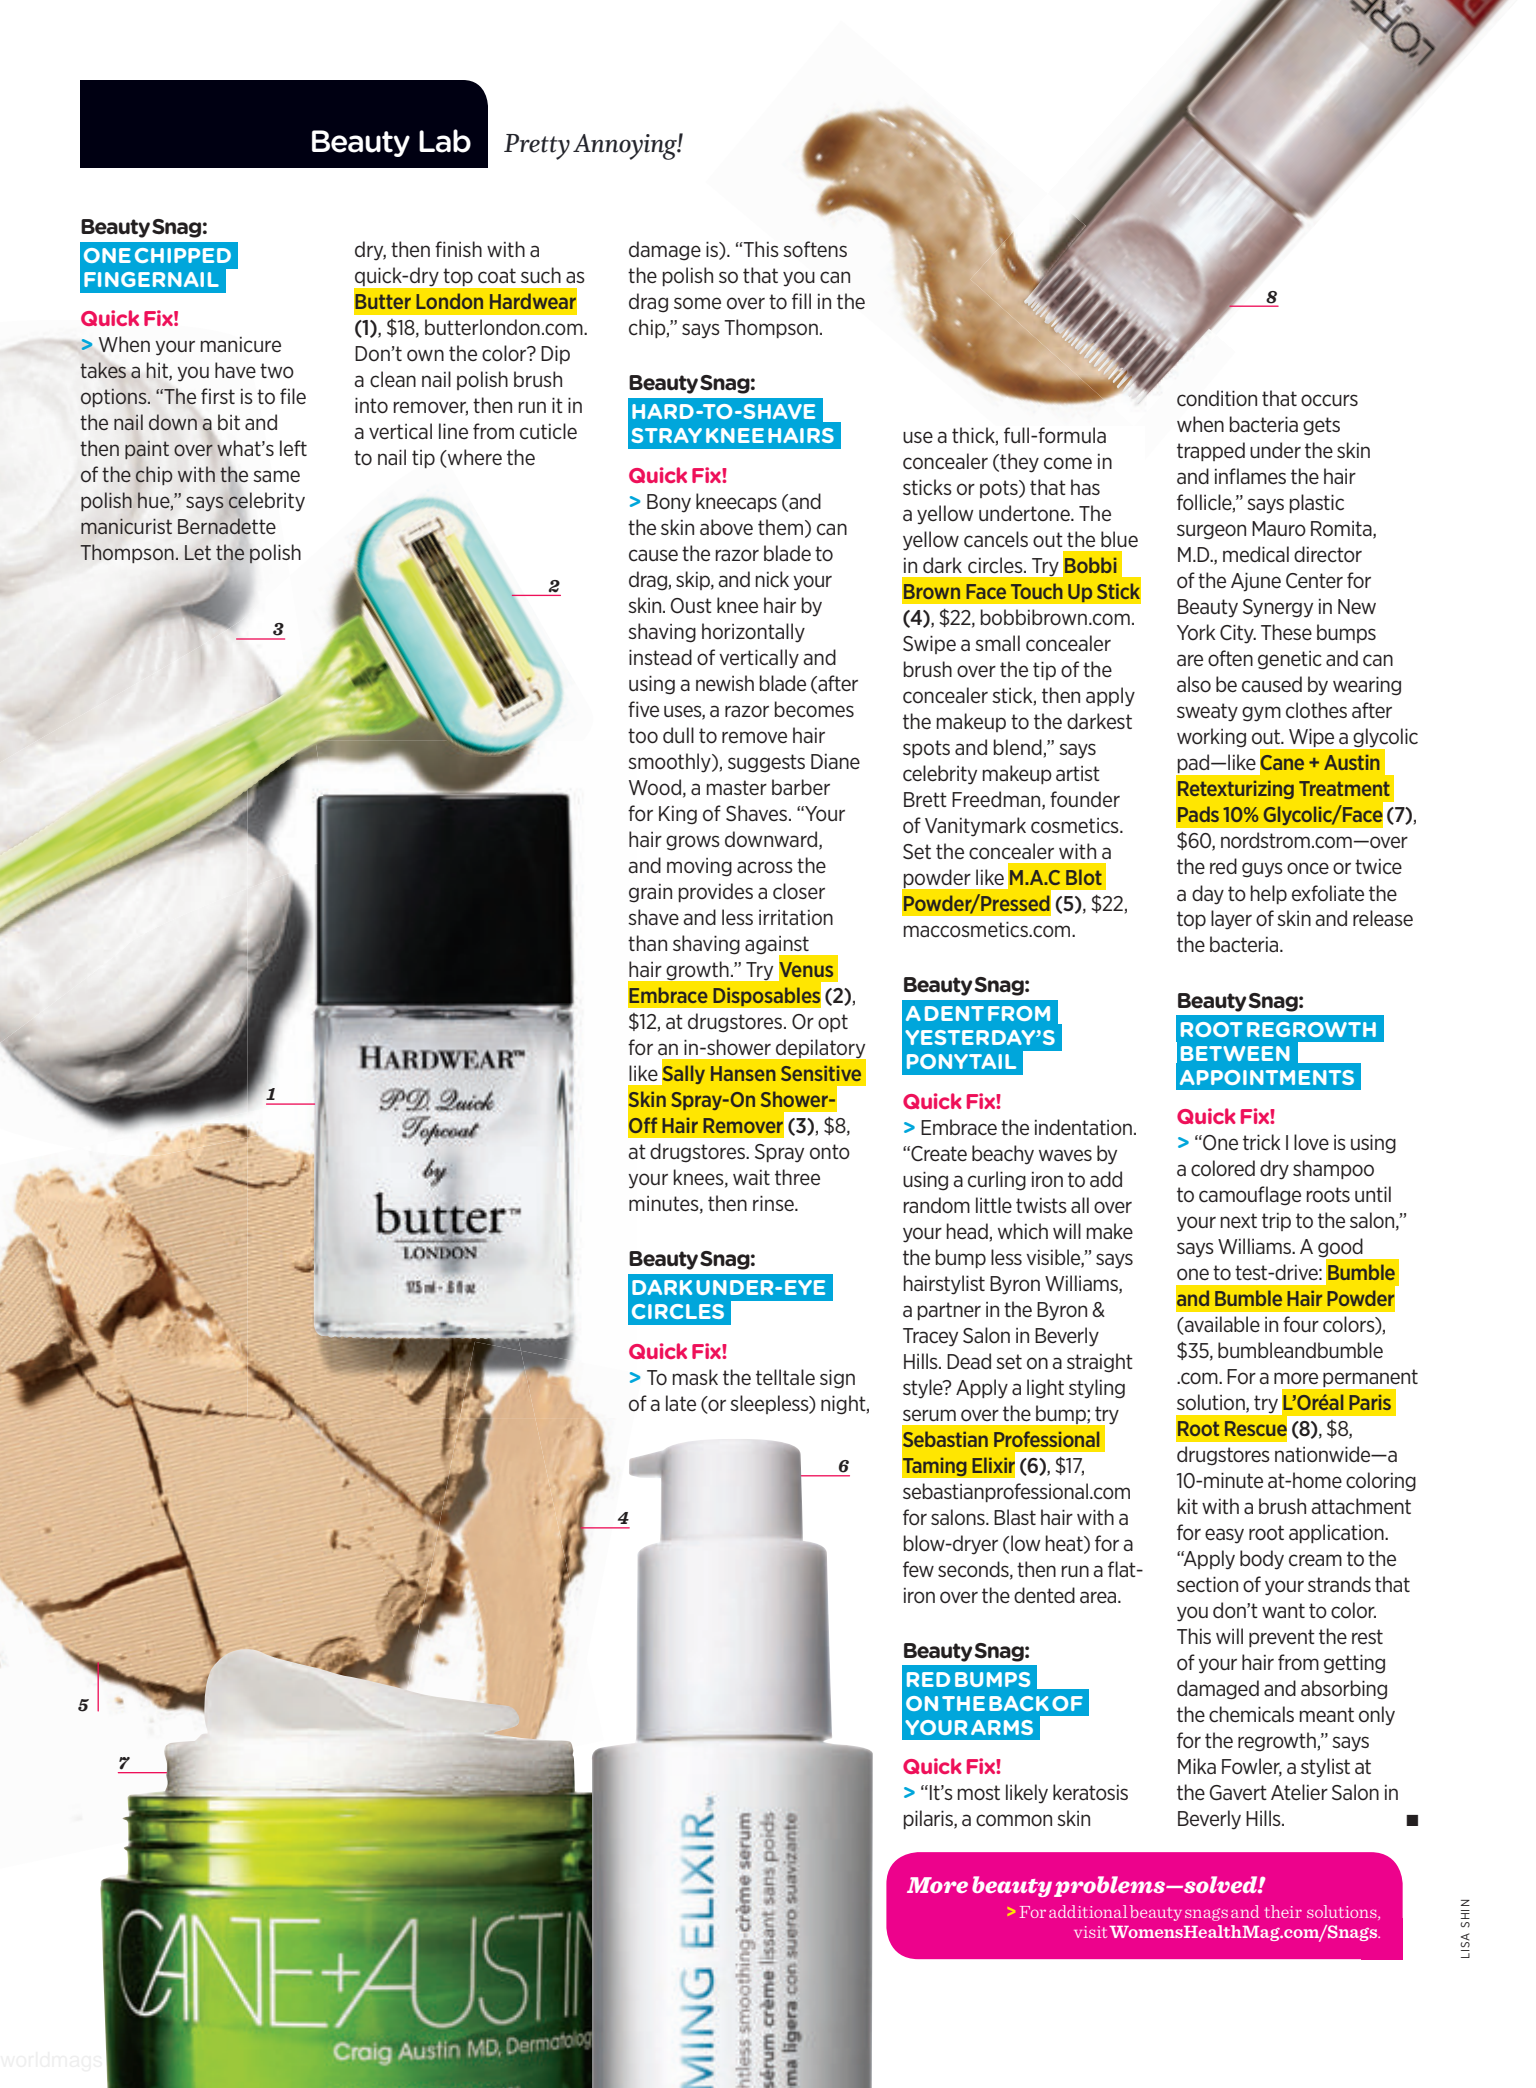 Beauty Lab
Pretty Annoying!
Beauty Snag:
ONE CHIPPED
FINGERNAIL
Quick Fix!
> When your manicure
takes a hit, you have two
options. “The first is to file
the nail down a bit and
then paint over what’s left
of the chip with the same
polish hue,” says celebrity
manicurist Bernadette
Thompson. Let the polish
dry, then finish with a
quick-dry top coat such as
Butter London Hardwear
(1), $18, butterlondon.com.
Don’t own the color? Dip
a clean nail polish brush
into remover, then run it in
a vertical line from cuticle
to nail tip (where the
damage is). “This softens
the polish so that you can
drag some over to fill in the
chip,” says Thompson.
Beauty Snag:
HARD-TO-SHAVE
STRAY KNEE HAIRS
Quick Fix!
> Bony kneecaps (and
the skin above them) can
cause the razor blade to
drag, skip, and nick your
skin. Oust knee hair by
shaving horizontally
instead of vertically and
using a newish blade (after
five uses, a razor becomes
too dull to remove hair
smoothly), suggests Diane
Wood, a master barber
for King of Shaves. “Your
hair grows downward,
and moving across the
grain provides a closer
shave and less irritation
than shaving against
hair growth.” Try Venus
Embrace Disposables (2),
$12, at drugstores. Or opt
for an in-shower depilatory
like Sally Hansen Sensitive
Skin Spray-On Shower-
Off Hair Remover (3), $8,
at drugstores. Spray onto
your knees, wait three
minutes, then rinse.
Beauty Snag:
DARK UNDER-EYE
CIRCLES
Quick Fix!
> To mask the telltale sign
of a late (or sleepless) night,
use a thick, full-formula
concealer (they come in
sticks or pots) that has
a yellow undertone. The
yellow cancels out the blue
in dark circles. Try Bobbi
Brown Face Touch Up Stick
(4), $22, bobbibrown.com.
Swipe a small concealer
brush over the tip of the
concealer stick, then apply
the makeup to the darkest
spots and blend,” says
celebrity makeup artist
Brett Freedman, founder
of Vanitymark cosmetics.
Set the concealer with a
powder like M.A.C Blot
Powder/Pressed (5), $22,
maccosmetics.com.
Beauty Snag:
A DENT FROM
YESTERDAY’S
PONYTAIL
Quick Fix!
> Embrace the indentation.
“Create beachy waves by
using a curling iron to add
random little twists all over
your head, which will make
the bump less visible,” says
hairstylist Byron Williams,
a partner in the Byron &
Tracey Salon in Beverly
Hills. Dead set on a straight
style? Apply a light styling
serum over the bump; try
Sebastian Professional
Taming Elixir (6), $17,
sebastianprofessional.com
for salons. Blast hair with a
blow-dryer (low heat) for a
few seconds, then run a flat-
iron over the dented area.
Beauty Snag:
RED BUMPS
ON THE BACK OF
YOUR ARMS
Quick Fix!
> “It’s most likely keratosis
pilaris, a common skin
condition that occurs
when bacteria gets
trapped under the skin
and inflames the hair
follicle,” says plastic
surgeon Mauro Romita,
M.D., medical director
of the Ajune Center for
Beauty Synergy in New
York City. These bumps
are often genetic and can
also be caused by wearing
sweaty gym clothes after
working out. Wipe a glycolic
pad—like Cane + Austin
Retexturizing Treatment
Pads 10% Glycolic/Face (7),
$60, nordstrom.com—over
the red guys once or twice
a day to help exfoliate the
top layer of skin and release
the bacteria.
Beauty Snag:
ROOT REGROWTH
BETWEEN
APPOINTMENTS
Quick Fix!
> “One trick I love is using
a colored dry shampoo
to camouflage roots until
your next trip to the salon,”
says Williams. A good
one to test-drive: Bumble
and Bumble Hair Powder
(available in four colors),
$35, bumbleandbumble
.com. For a more permanent
solution, try L’Oréal Paris
Root Rescue (8), $8,
drugstores nationwide—a
10-minute at-home coloring
kit with a brush attachment
for easy root application.
“Apply body cream to the
section of your strands that
you don’t want to color.
This will prevent the rest
of your hair from getting
damaged and absorbing
the chemicals meant only
for the regrowth,” says
Mika Fowler, a stylist at
the Gavert Atelier Salon in
Beverly Hills.
More beauty problems—solved!
> For additional beauty snags and their solutions,
visit WomensHealthMag.com/Snags.
LISA SHIN
L'ORÉ
8
2
3
1
HARDWEAR™
P.D. Quick
Topcoat
by
butter™
LONDON
17.5 ml - .6 fl oz
6
4
5
7
CANE+AUSTIN
Craig Austin MD, Dermatolog
MING ELIXIR™
htless smoothing-crème serum
sérum crème lissant sans poids
ma ligera con suero suavizante
worldmags